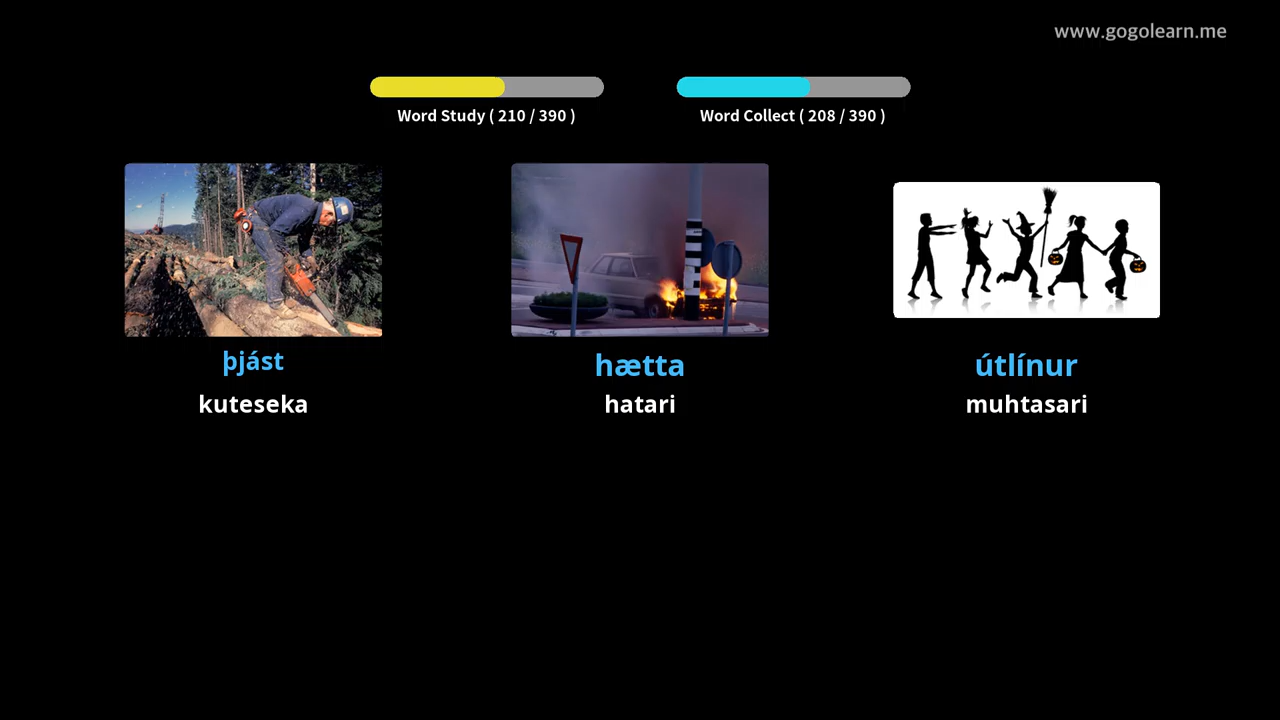 www.gogolearn.me
Word Study ( 210 / 390 )
Word Collect ( 208 / 390 )
þjást
hætta
útlínur
kuteseka
hatari
muhtasari